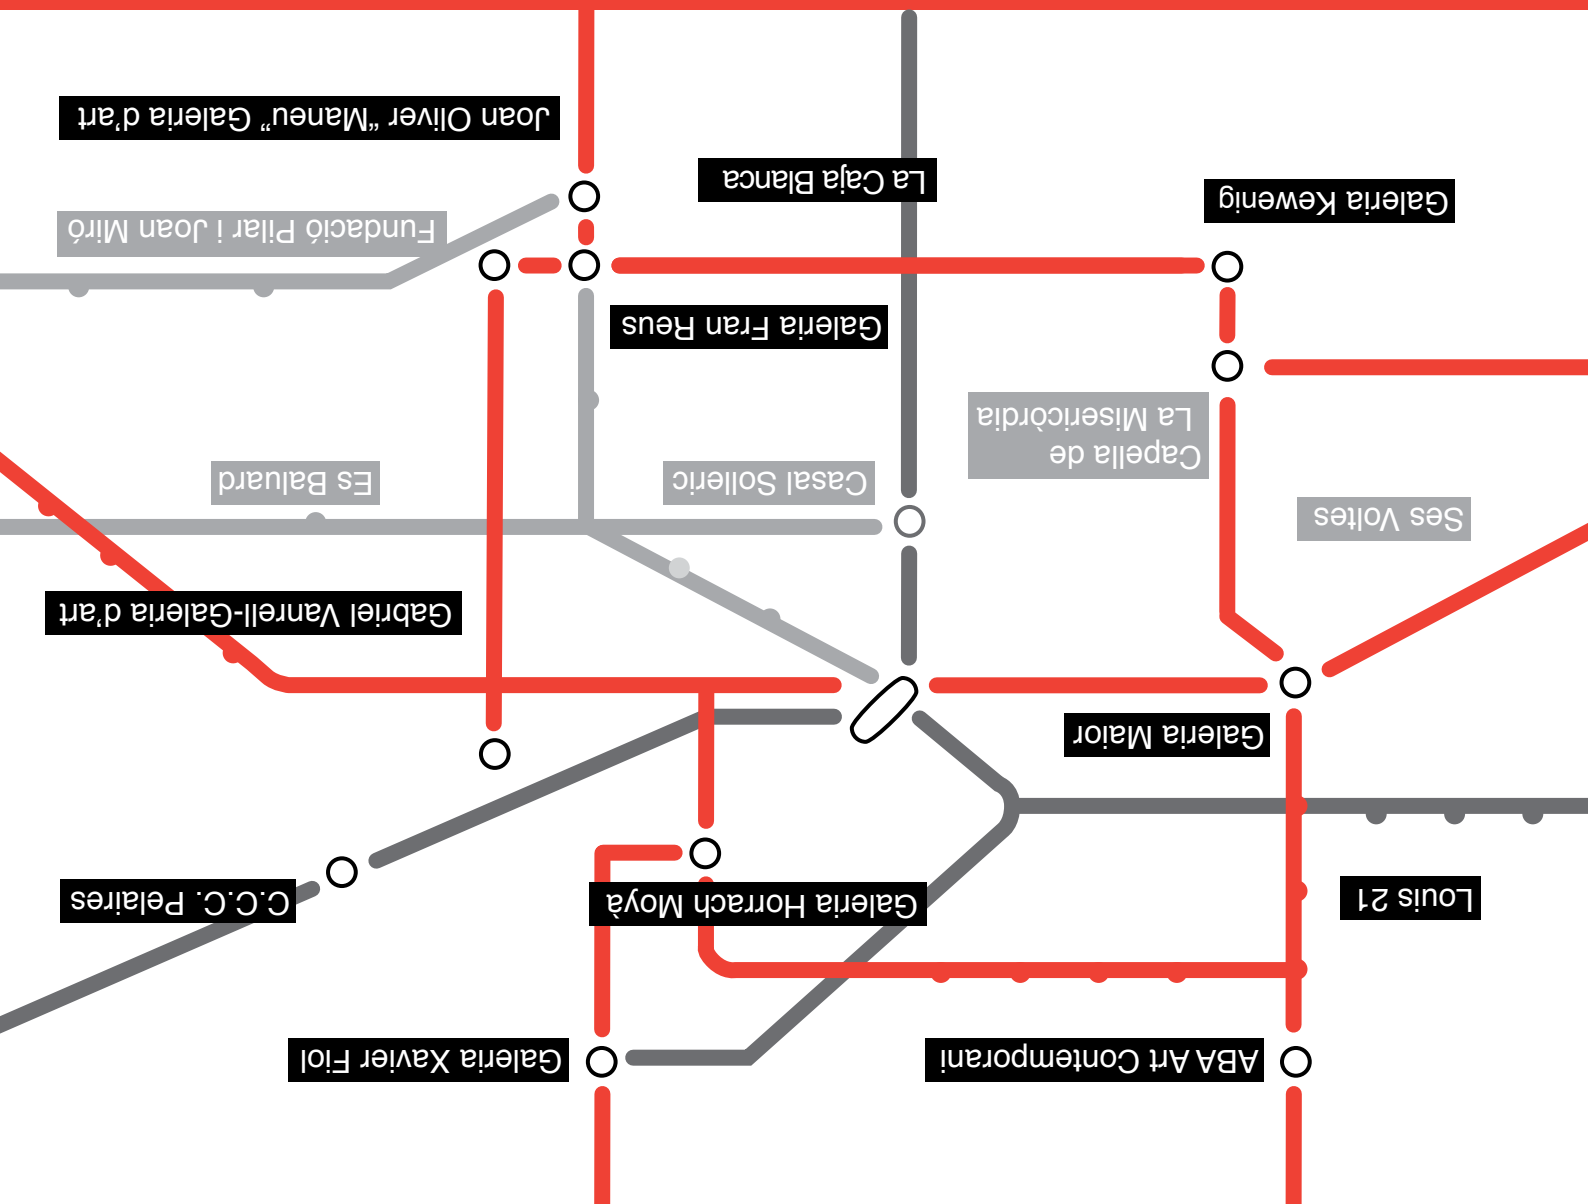 ABA Art Contemporani
Galeria Xavier Fiol
Louis 21
Galeria Horrach Moyà
C.C.C. Pelaires
Galeria Maior
Gabriel Vanrell-Galeria d’art
Ses Voltes
Capella de
La Misericòrdia
Casal Solleric
Es Baluard
Galeria Fran Reus
Fundació Pilar i Joan Miró
Galeria Kewenig
La Caja Blanca
Joan Oliver “Maneu” Galeria d’art